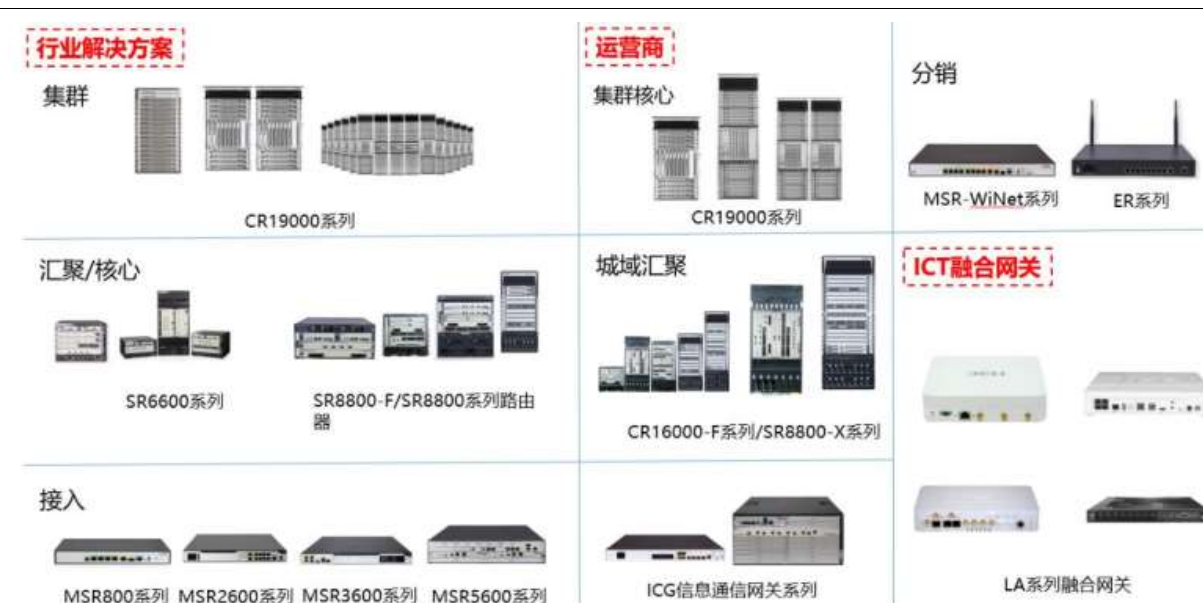 行业解决方案
集群
CR19000系列
汇聚/核心
SR6600系列
SR8800-F/SR8800系列路由
器
接入
MSR800系列 MSR2600系列 MSR3600系列 MSR5600系列
运营商
集群核心
CR19000系列
城域汇聚
CR16000-F系列/SR8800-X系列
ICG信息通信网关系列
分销
MSR-WiNet系列
ER系列
ICT融合网关
LA系列融合网关